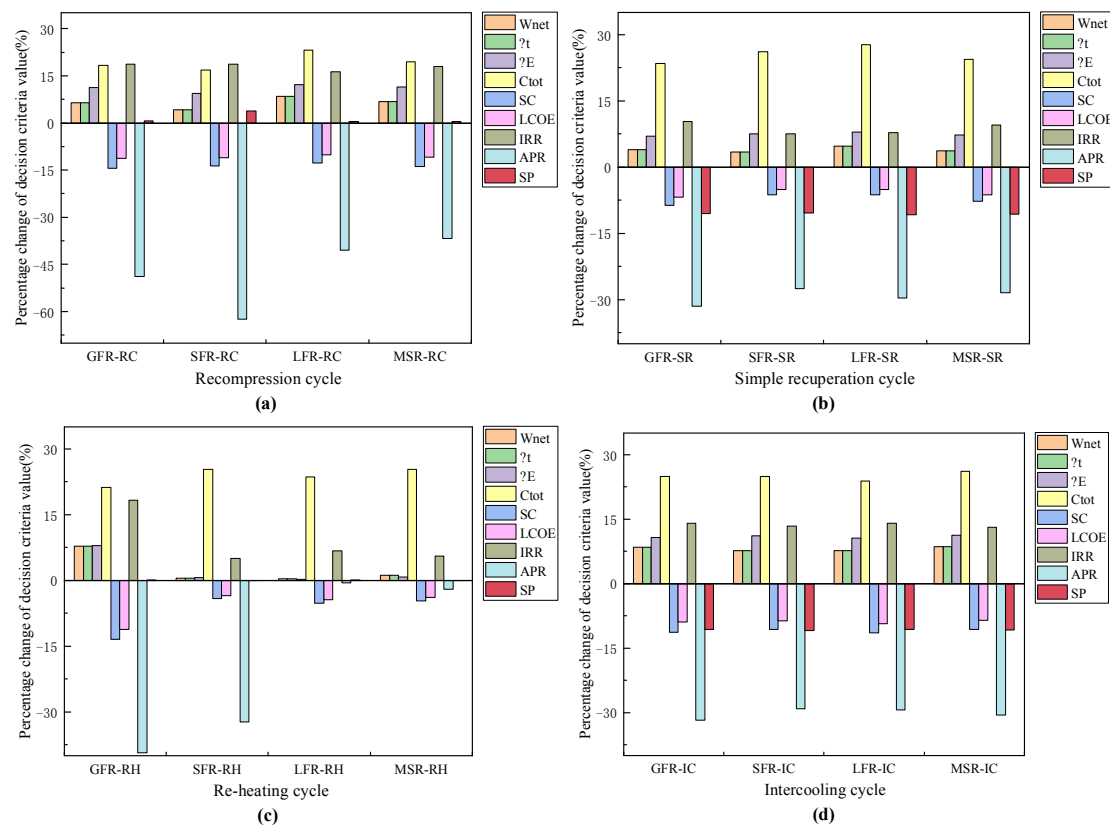 Percentage change of decision criteria value(%)
30
15
0
−15
−30
−45
−60
GFR-RC SFR-RC LFR-RC MSR-RC
Recompression cycle
(a)
Wnet
?t
?E
Ctot
SC
LCOE
IRR
APR
SP
Percentage change of decision criteria value(%)
30
15
0
−15
−30
GFR-SR SFR-SR LFR-SR MSR-SR
Simple recuperation cycle
(b)
Wnet
?t
?E
Ctot
SC
LCOE
IRR
APR
SP
Percentage change of decision criteria value(%)
30
15
0
−15
−30
GFR-RH SFR-RH LFR-RH MSR-RH
Re-heating cycle
(c)
Wnet
?t
?E
Ctot
SC
LCOE
IRR
APR
SP
Percentage change of decision criteria value(%)
30
15
0
−15
−30
GFR-IC SFR-IC LFR-IC MSR-IC
Intercooling cycle
(d)
Wnet
?t
?E
Ctot
SC
LCOE
IRR
APR
SP